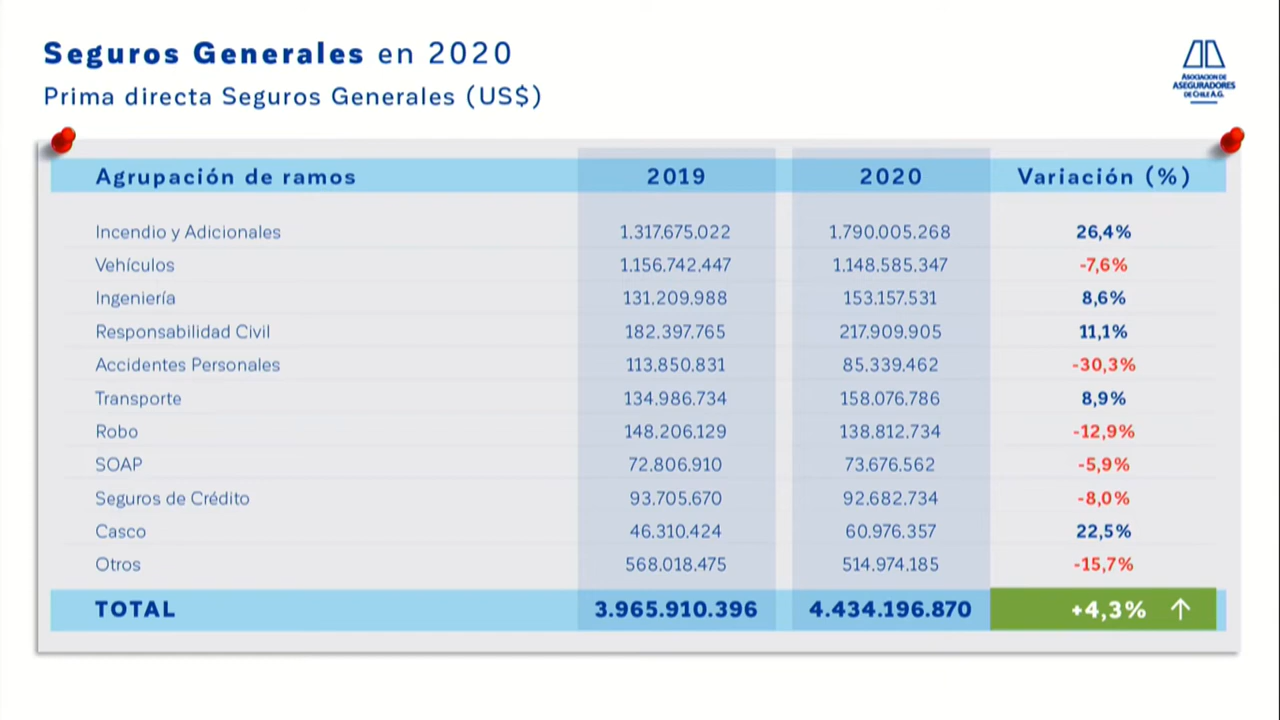 Seguros Generales en 2020
Prima directa Seguros Generales (US$)
ASOCIACION DE
ASEGURADORES
DE CHILE A.G.
Agrupación de ramos 2019 2020 Variación (%)
Incendio y Adicionales 1.317.675.022 1.790.005.268 26,4%
Vehículos 1.156.742.447 1.148.585.347 -7,6%
Ingeniería 131.209.988 153.157.531 8,6%
Responsabilidad Civil 182.397.765 217.909.905 11,1%
Accidentes Personales 113.850.831 85.339.462 -30,3%
Transporte 134.986.734 158.076.786 8,9%
Robo 148.206.129 138.812.734 -12,9%
SOAP 72.806.910 73.676.562 -5,9%
Seguros de Crédito 93.705.670 92.682.734 -8,0%
Casco 46.310.424 60.976.357 22,5%
Otros 568.018.475 514.974.185 -15,7%
TOTAL 3.965.910.396 4.434.196.870 +4,3% ↑